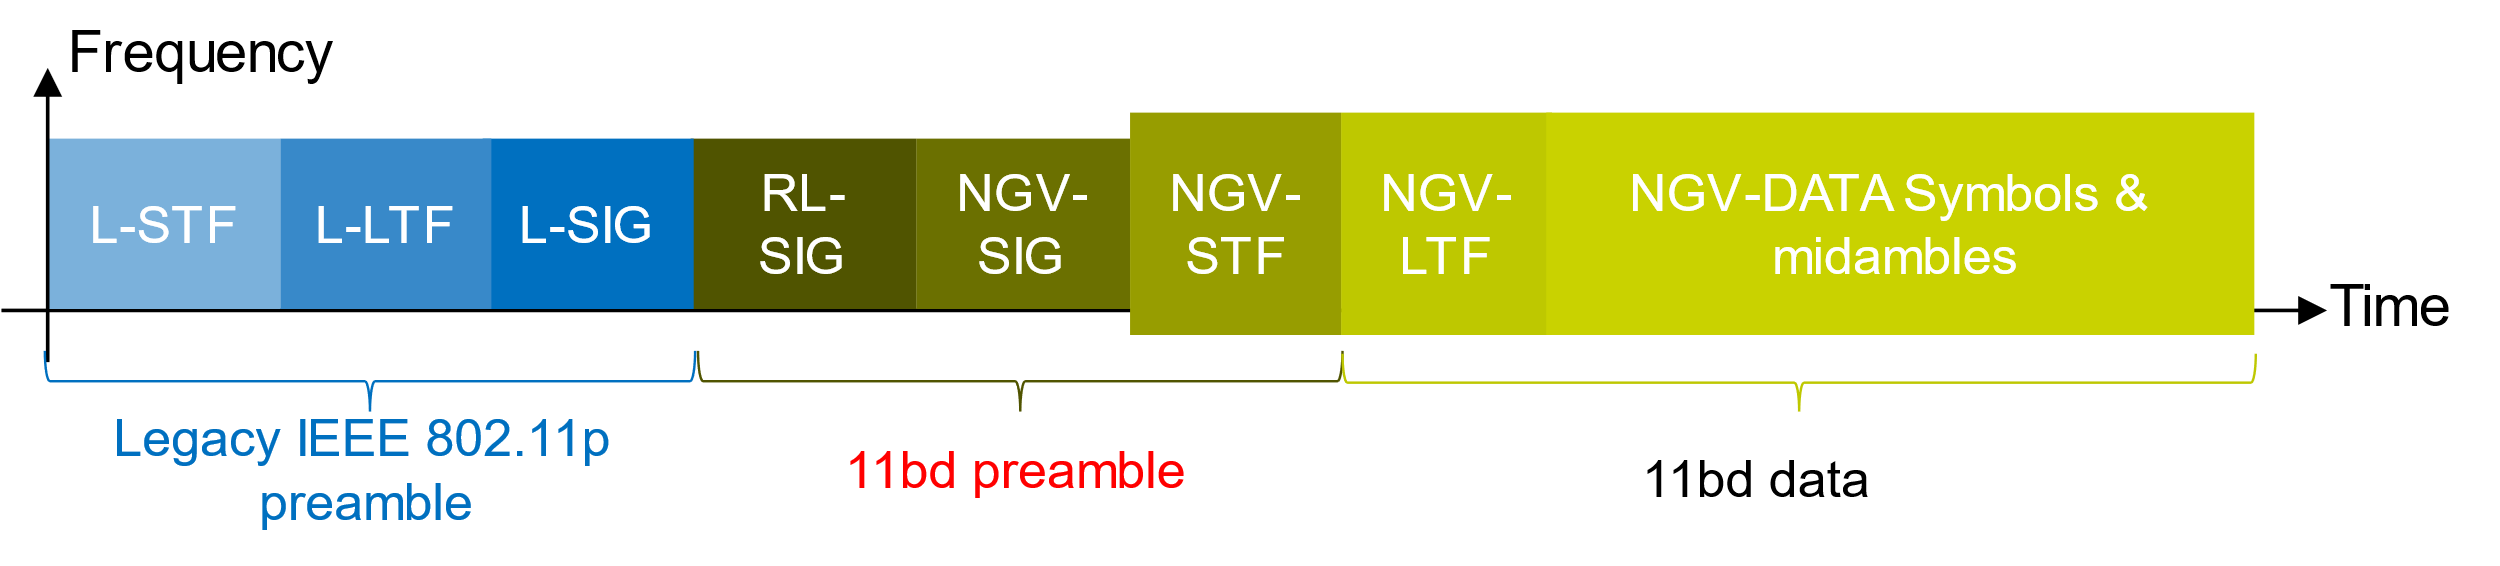 Frequency
L-STF
L-LTF
L-SIG
RL-
SIG
NGV-
SIG
NGV-
STF
NGV-
LTF
NGV-DATA Symbols &
midambles
Time
Legacy IEEE 802.11p
preamble
11bd preamble
11bd data